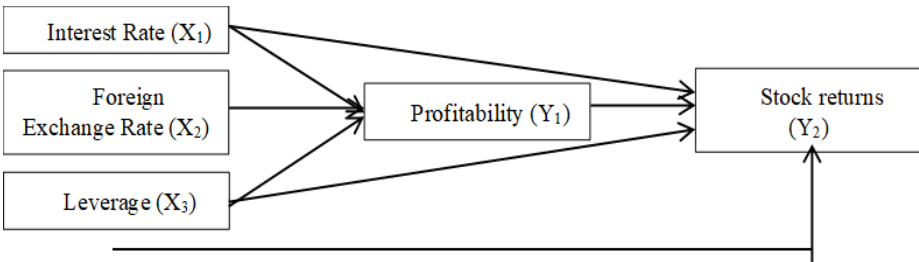 Interest Rate (X₁)
Foreign
Exchange Rate (X₂)
Profitability (Y₁)
Stock returns
(Y₂)
Leverage (X₃)